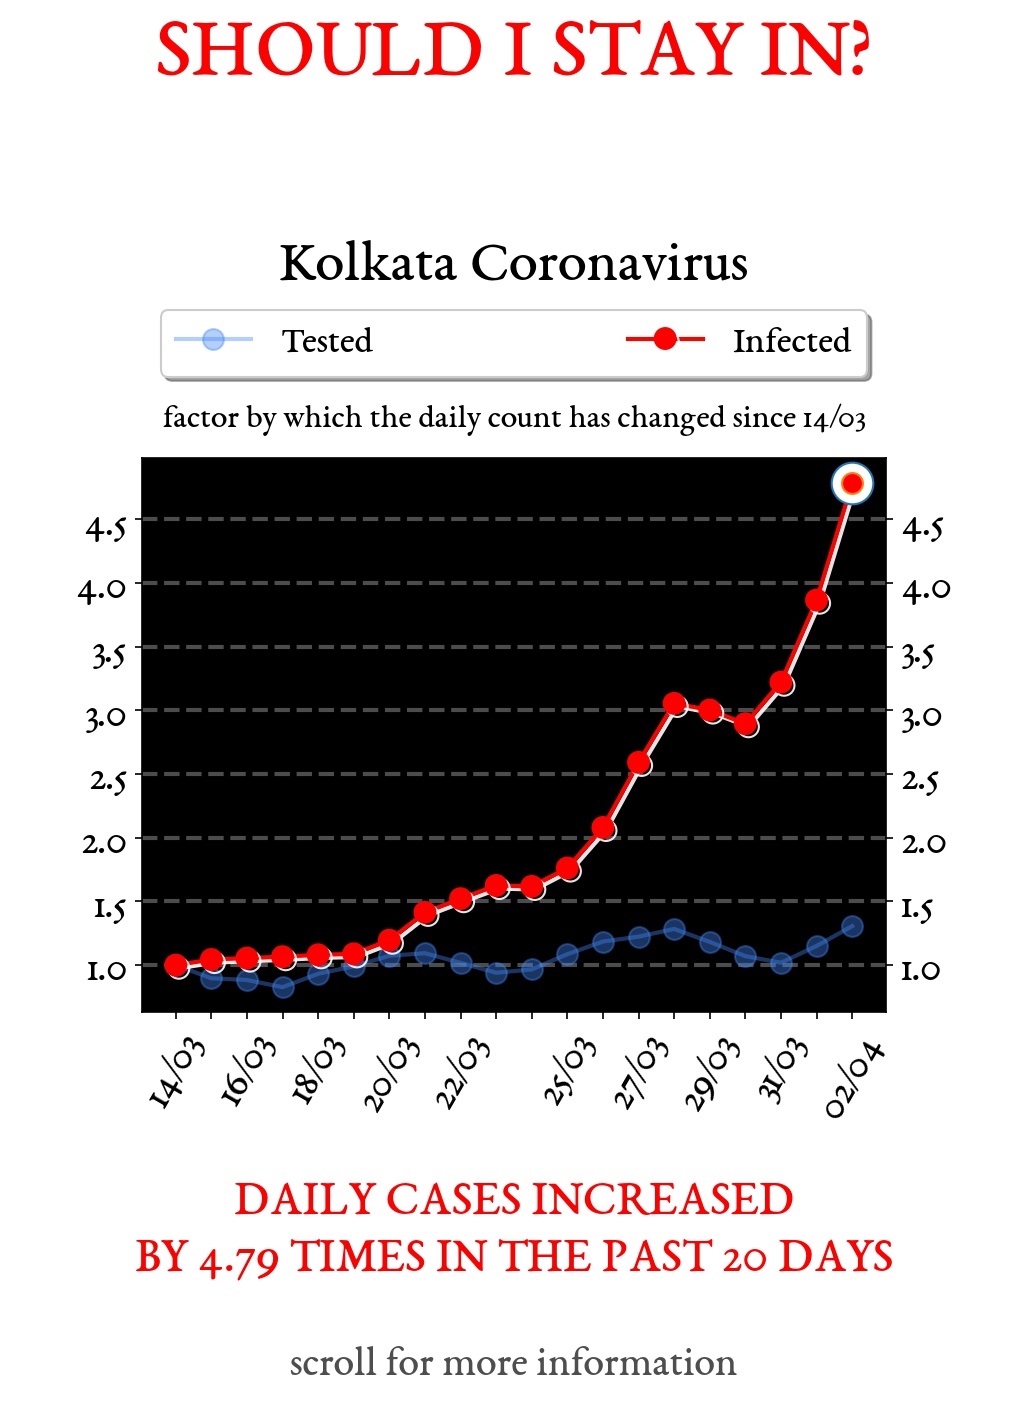 SHOULD I STAY IN?
Kolkata Coronavirus
Tested Infected
factor by which the daily count has changed since 14/03
4.5 4.5
4.0 4.0
3.5 3.5
3.0 3.0
2.5 2.5
2.0 2.0
1.5 1.5
1.0 1.0
14/03 16/03 18/03 20/03 22/03 25/03 27/03 29/03 31/03 02/04
DAILY CASES INCREASED
BY 4.79 TIMES IN THE PAST 20 DAYS
scroll for more information